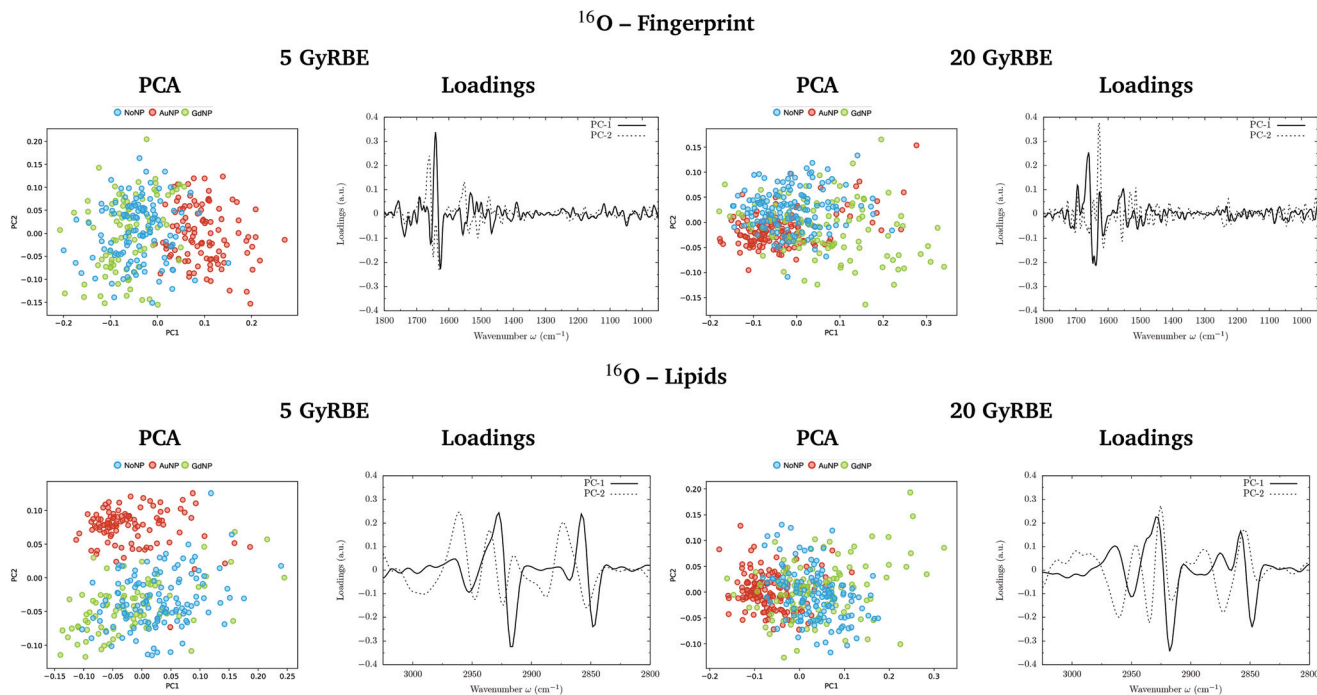 ¹⁶O – Fingerprint
5 GyRBE
20 GyRBE
PCA
Loadings
PCA
Loadings
NoNP AuNP GdNP
0.20
0.15
0.10
0.05
0.00
−0.05
−0.10
−0.15
PC2
−0.2 −0.1 0.0 0.1 0.2
PC1
PC-1
PC-2
0.4
0.3
0.2
0.1
0
−0.1
−0.2
−0.3
−0.4
Loadings (a.u.)
1800 1700 1600 1500 1400 1300 1200 1100 1000
Wavenumber ω (cm⁻¹)
NoNP AuNP GdNP
0.15
0.10
0.05
0.00
−0.05
−0.10
−0.15
PC2
−0.2 −0.1 0.0 0.1 0.2 0.3
PC1
PC-1
PC-2
0.4
0.3
0.2
0.1
0
−0.1
−0.2
−0.3
−0.4
Loadings (a.u.)
1800 1700 1600 1500 1400 1300 1200 1100 1000
Wavenumber ω (cm⁻¹)
¹⁶O – Lipids
5 GyRBE
20 GyRBE
PCA
Loadings
PCA
Loadings
NoNP AuNP GdNP
0.10
0.05
0.00
−0.05
−0.10
PC2
−0.15 −0.10 −0.05 0.00 0.05 0.10 0.15 0.20 0.25
PC1
PC-1
PC-2
0.4
0.3
0.2
0.1
0
−0.1
−0.2
−0.3
−0.4
Loadings (a.u.)
3000 2950 2900 2850 2800
Wavenumber ω (cm⁻¹)
NoNP AuNP GdNP
0.20
0.15
0.10
0.05
0.00
−0.05
−0.10
PC2
−0.2 −0.1 0.0 0.1 0.2 0.3
PC1
PC-1
PC-2
0.4
0.3
0.2
0.1
0
−0.1
−0.2
−0.3
−0.4
Loadings (a.u.)
3000 2950 2900 2850 2800
Wavenumber ω (cm⁻¹)